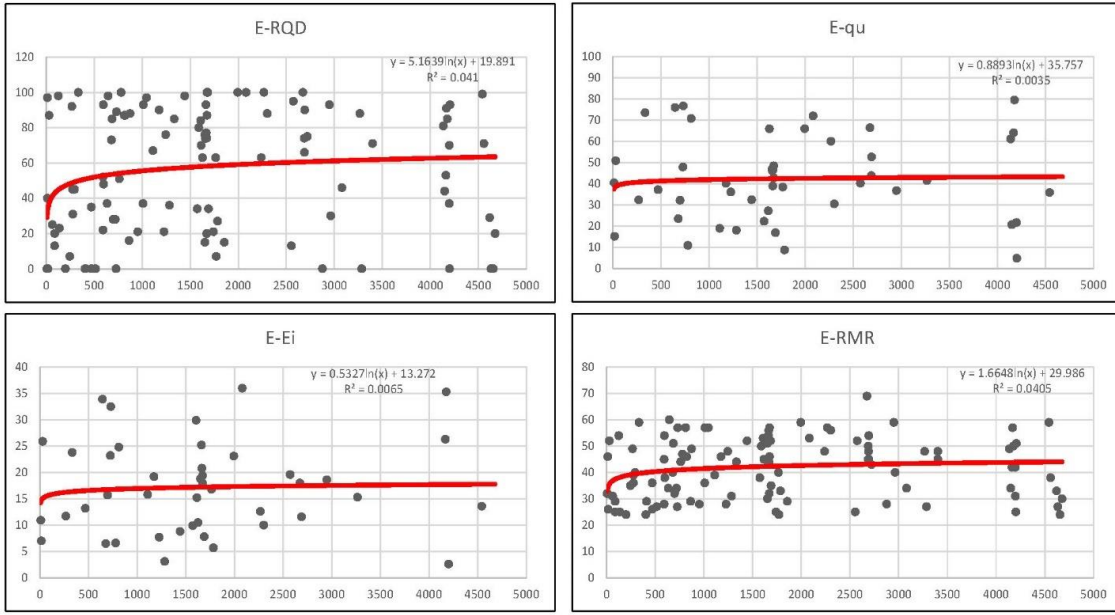 E-RQD
y = 5.1639ln(x) + 19.891
R² = 0.041
120
100
80
60
40
20
0
0 500 1000 1500 2000 2500 3000 3500 4000 4500 5000
E-qu
y = 0.8893ln(x) + 35.757
R² = 0.0035
100
90
80
70
60
50
40
30
20
10
0
0 500 1000 1500 2000 2500 3000 3500 4000 4500 5000
E-Ei
y = 0.5327ln(x) + 13.272
R² = 0.0065
40
35
30
25
20
15
10
5
0
0 500 1000 1500 2000 2500 3000 3500 4000 4500 5000
E-RMR
y = 1.6648ln(x) + 29.986
R² = 0.0405
80
70
60
50
40
30
20
10
0
0 500 1000 1500 2000 2500 3000 3500 4000 4500 5000